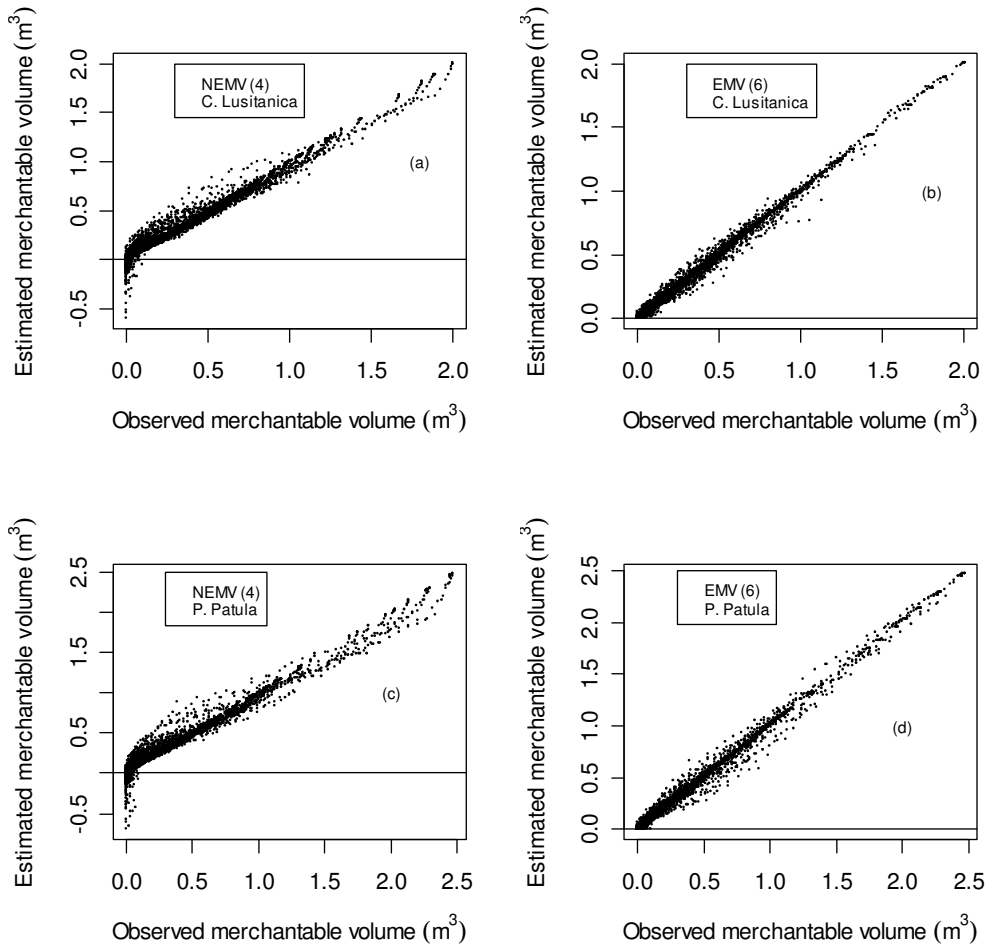 Estimated merchantable volume (m³)
2.0
1.0
0.5
-0.5
NEMV (4)
C. Lusitanica
(a)
0.0 0.5 1.0 1.5 2.0
Observed merchantable volume (m³)
Estimated merchantable volume (m³)
2.0
1.5
1.0
0.5
0.0
EMV (6)
C. Lusitanica
(b)
0.0 0.5 1.0 1.5 2.0
Observed merchantable volume (m³)
Estimated merchantable volume (m³)
2.5
1.5
0.5
-0.5
NEMV (4)
P. Patula
(c)
0.0 0.5 1.0 1.5 2.0 2.5
Observed merchantable volume (m³)
Estimated merchantable volume (m³)
2.5
2.0
1.5
1.0
0.5
0.0
EMV (6)
P. Patula
(d)
0.0 0.5 1.0 1.5 2.0 2.5
Observed merchantable volume (m³)